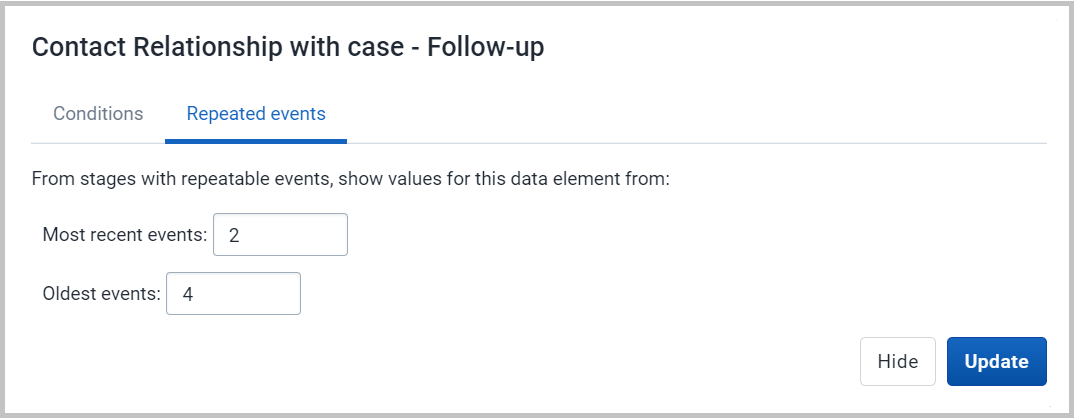 Contact Relationship with case - Follow-up
Conditions Repeated events
From stages with repeatable events, show values for this data element from:
Most recent events: 2
Oldest events: 4
Hide Update